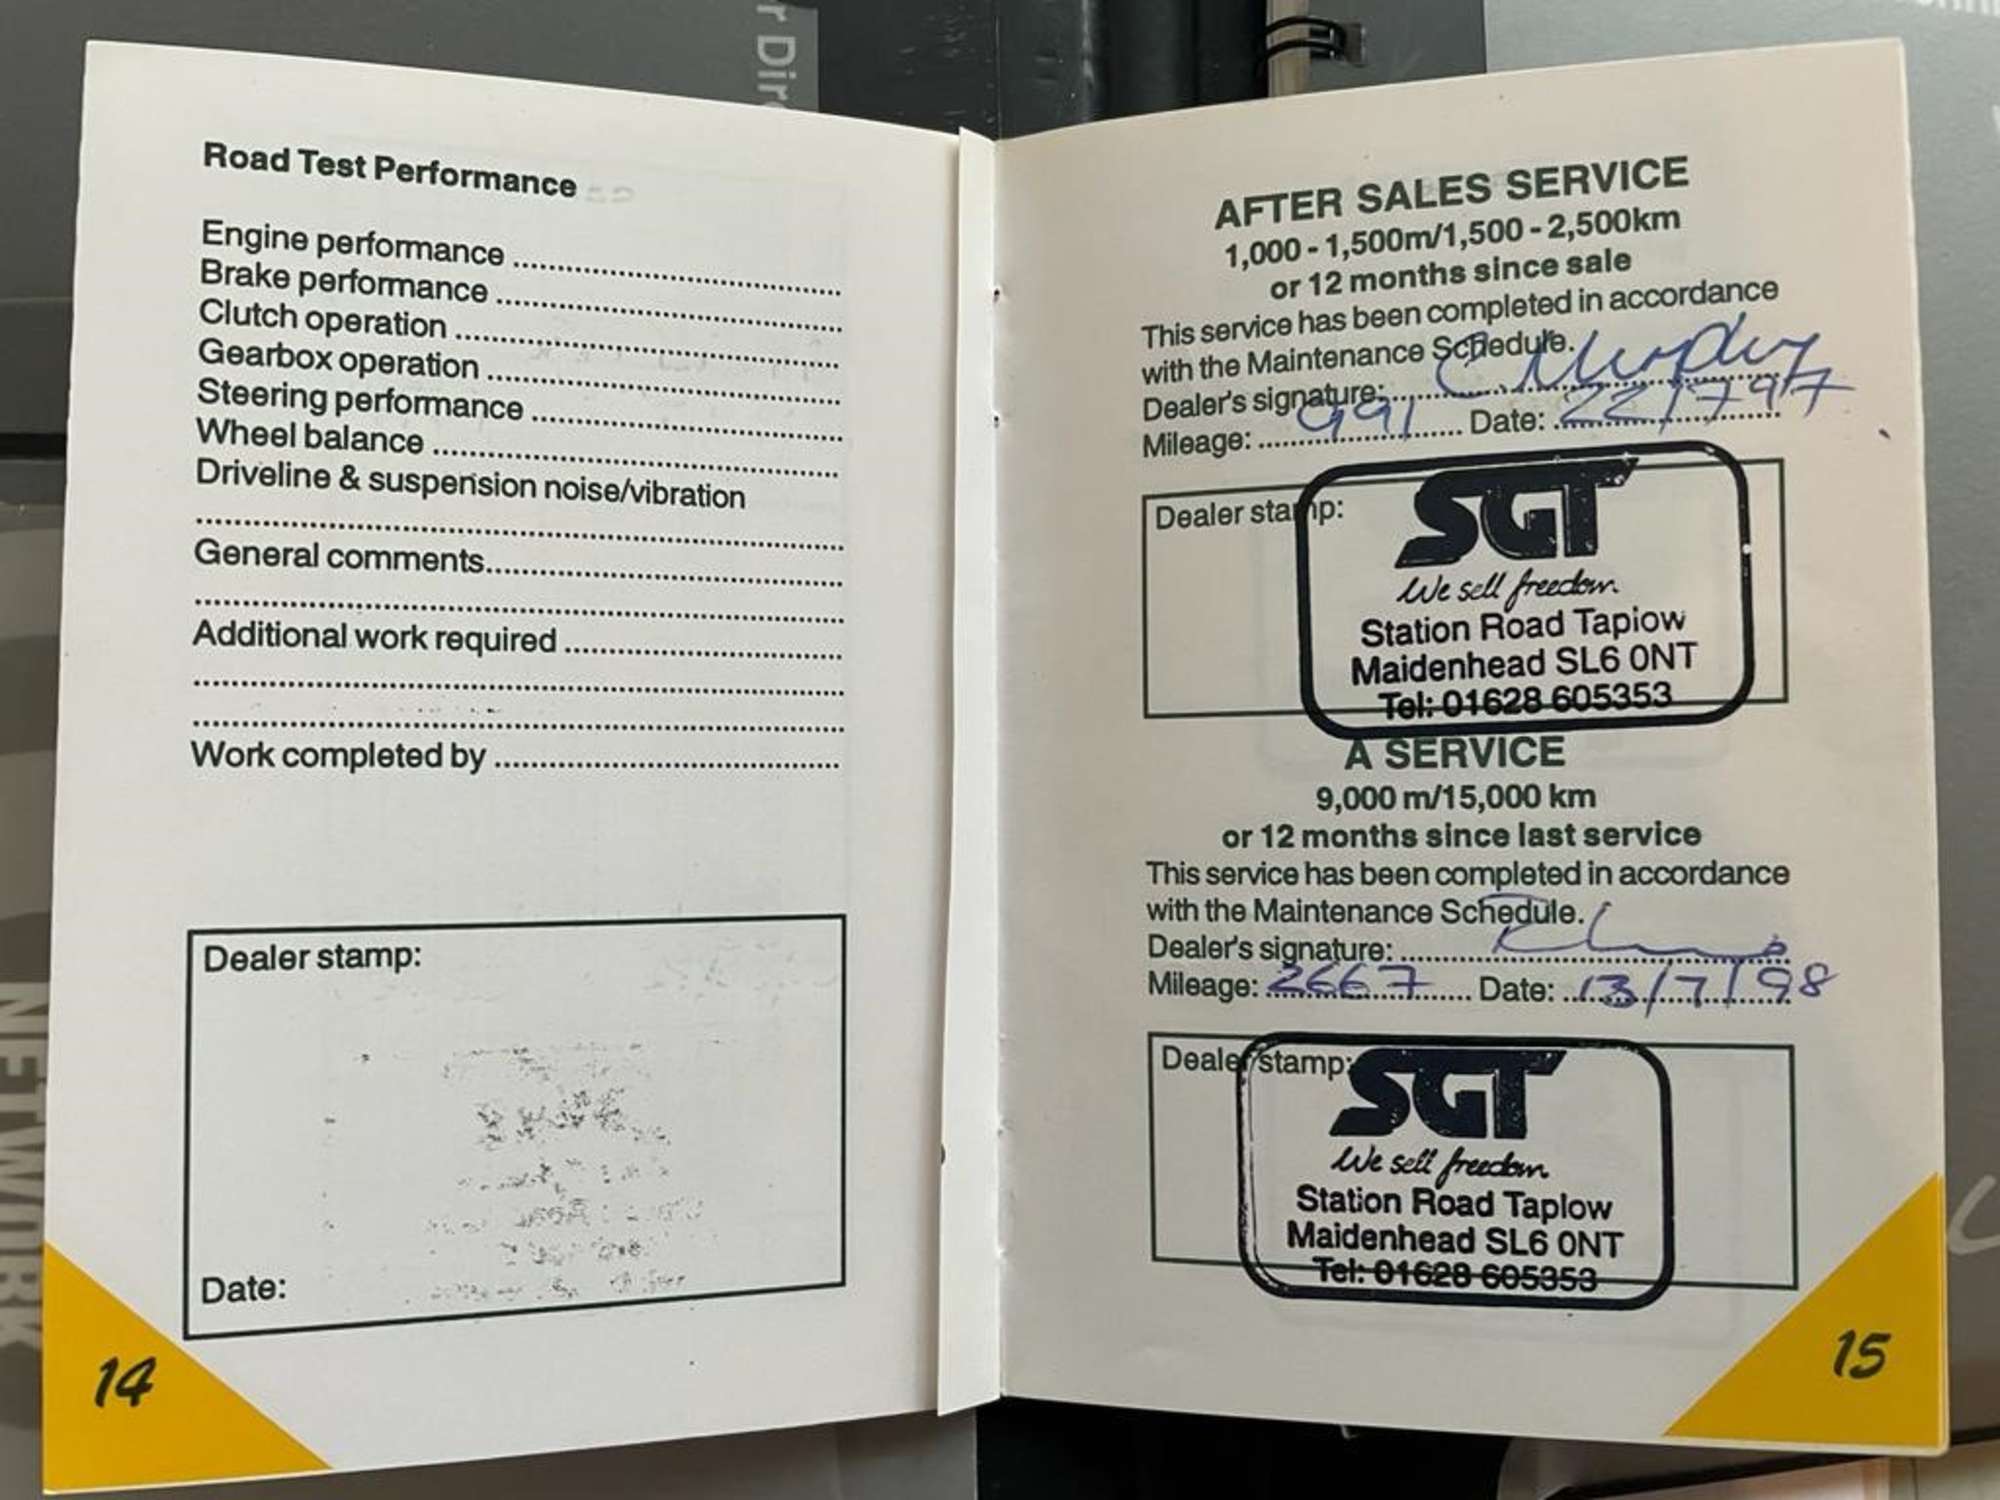 r Dir
NETWORK
Road Test Performance
Engine performance ..........
Brake performance ..........
Clutch operation ..........
Gearbox operation ..........
Steering performance ..........
Wheel balance ..........
Driveline & suspension noise/vibration
..........
General comments..........
..........
Additional work required ..........
..........
..........
Work completed by ..........
Dealer stamp:
Date:
14
AFTER SALES SERVICE
1,000 - 1,500m/1,500 - 2,500km
or 12 months since sale
This service has been completed in accordance
with the Maintenance Schedule.
Dealer's signature: C Murphy
Mileage: 991 Date: 22/7/97
Dealer stamp:
SGT
We sell freedom.
Station Road Taplow
Maidenhead SL6 0NT
Tel: 01628 605353
A SERVICE
9,000 m/15,000 km
or 12 months since last service
This service has been completed in accordance
with the Maintenance Schedule.
Dealer's signature:
Mileage: 2667 Date: 13/7/98
Dealer stamp:
SGT
We sell freedom.
Station Road Taplow
Maidenhead SL6 0NT
Tel: 01628 605353
15